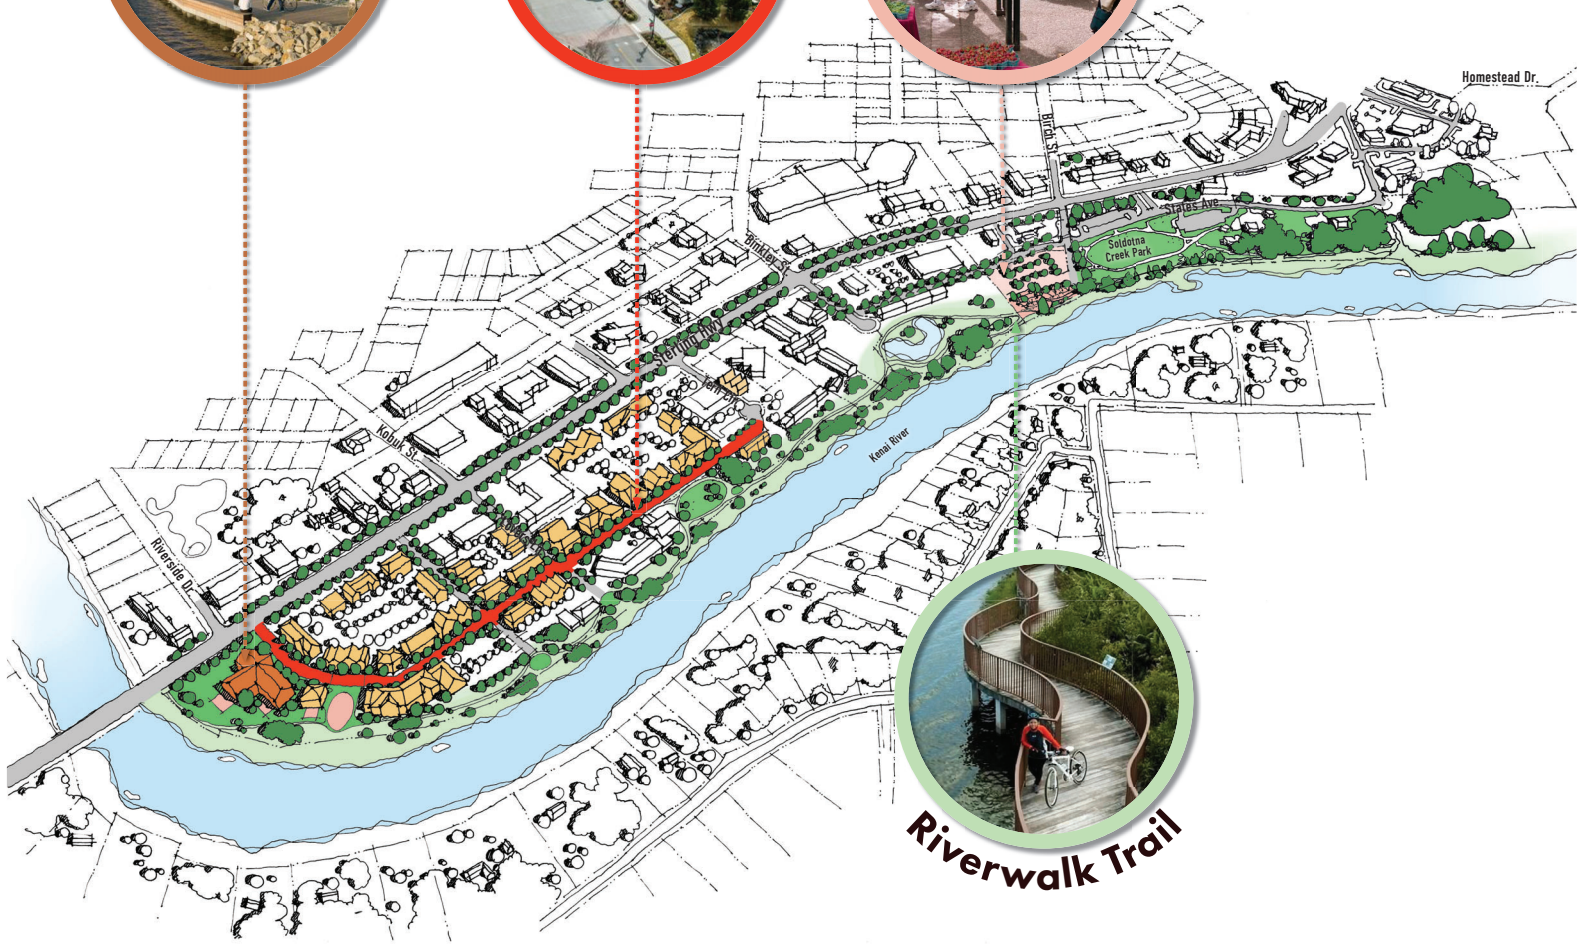 Homestead Dr.
Birch St
States Ave.
Soldotna
Creek Park
Binkley St
Sterling Hwy
Kenai River
Kobuk St.
Riverside Dr.
Riverwalk Trail